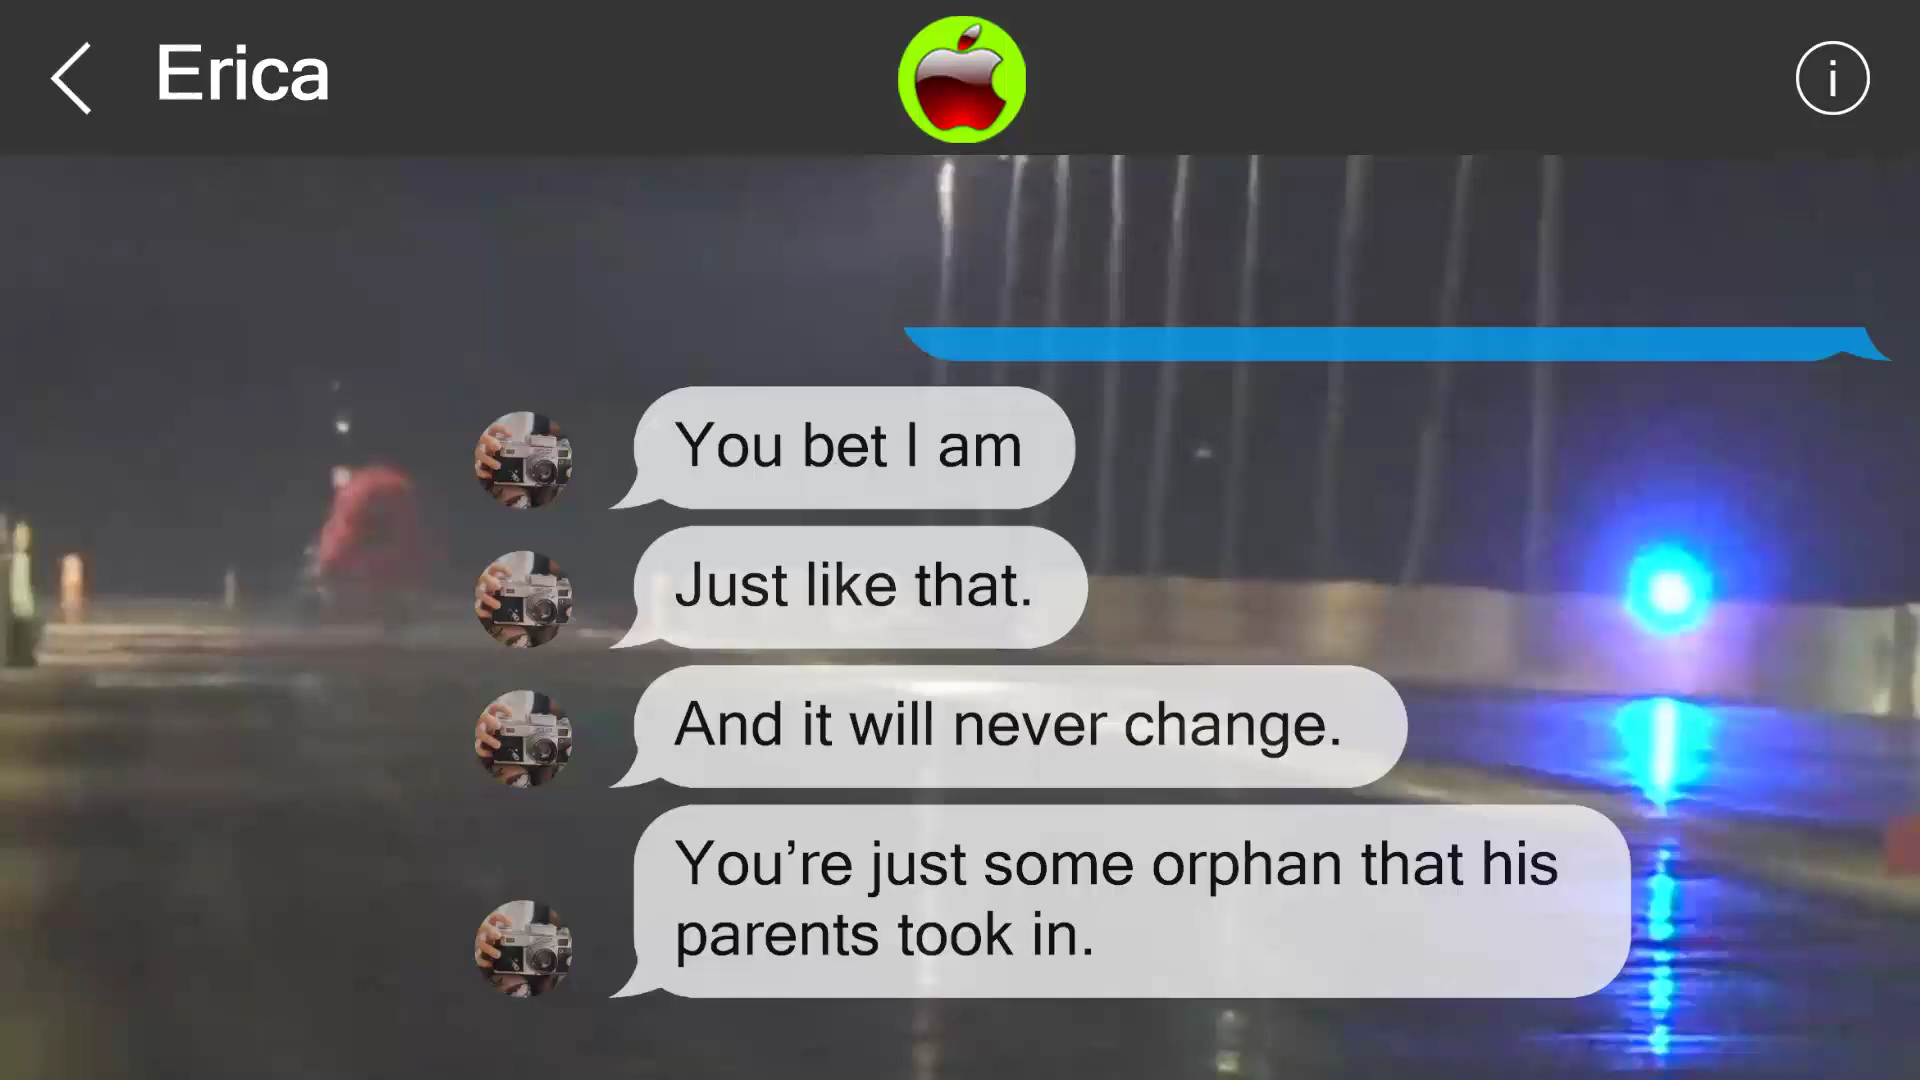 Erica
i
You bet I am
Just like that.
And it will never change.
You’re just some orphan that his
parents took in.